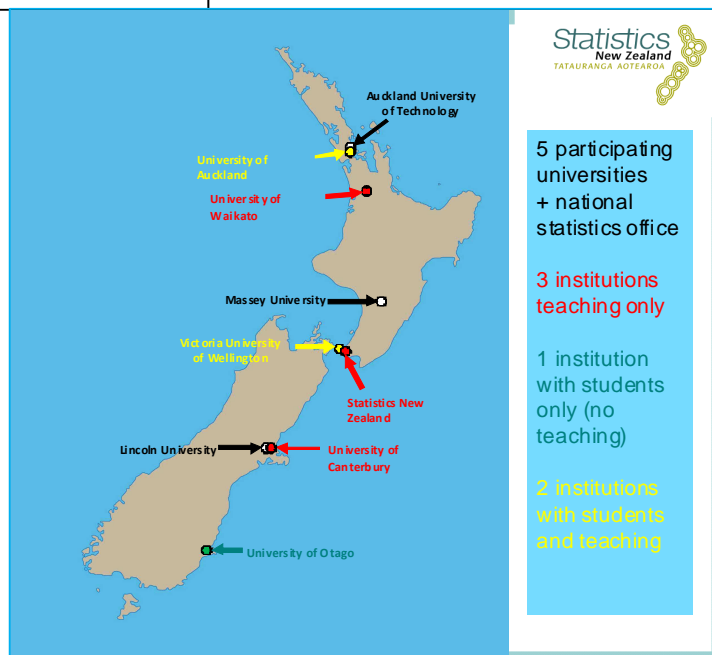 Statistics
New Zealand
TATAURANGA AOTEAROA
Auckland University
of Technology
University of
Auckland
University of
Waikato
Massey University
Victoria University
of Wellington
Statistics New
Zealand
Lincoln University
University of
Canterbury
University of Otago
5 participating
universities
+ national
statistics office
3 institutions
teaching only
1 institution
with students
only (no
teaching)
2 institutions
with students
and teaching